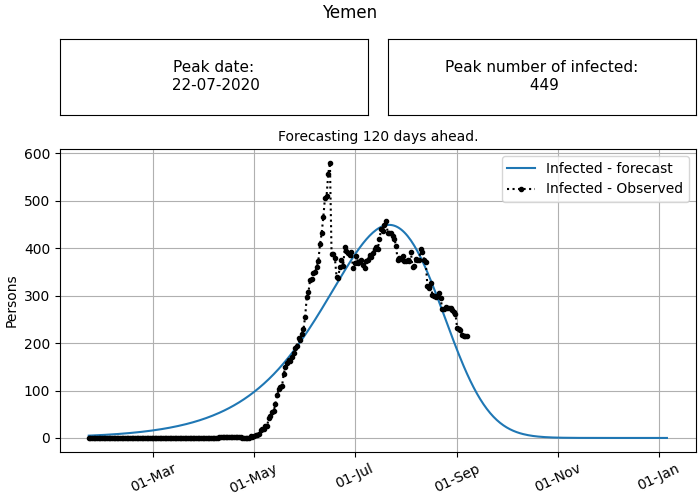 Yemen
Peak date:
22-07-2020
Peak number of infected:
449
Forecasting 120 days ahead.
Infected - forecast
Infected - Observed
Persons
600
500
400
300
200
100
0
01-Mar
01-May
01-Jul
01-Sep
01-Nov
01-Jan